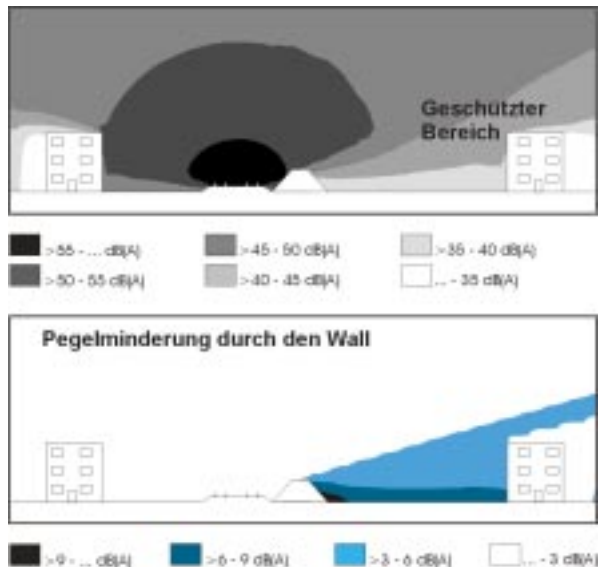 Geschützter
Bereich
>55 - ... dB(A) >45 - 50 dB(A) >35 - 40 dB(A)
>50 - 55 dB(A) >40 - 45 dB(A) ... - 35 dB(A)
Pegelminderung durch den Wall
>9 - ... dB(A) >6 - 9 dB(A) >3 - 6 dB(A) ... - 3 dB(A)